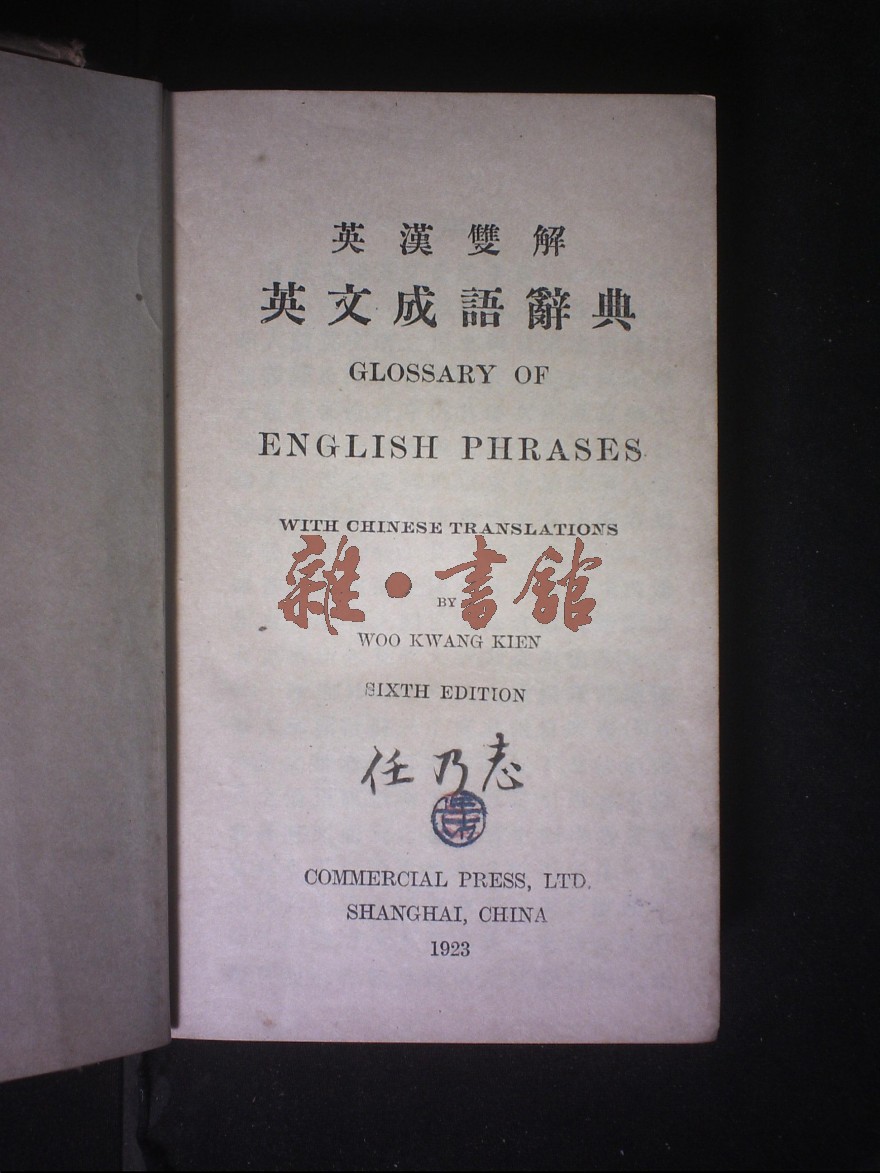 英漢雙解
英文成語辭典
GLOSSARY OF
ENGLISH PHRASES
WITH CHINESE TRANSLATIONS
雜·書館
BY
WOO KWANG KIEN
SIXTH EDITION
任乃志
COMMERCIAL PRESS, LTD.
SHANGHAI, CHINA
1923